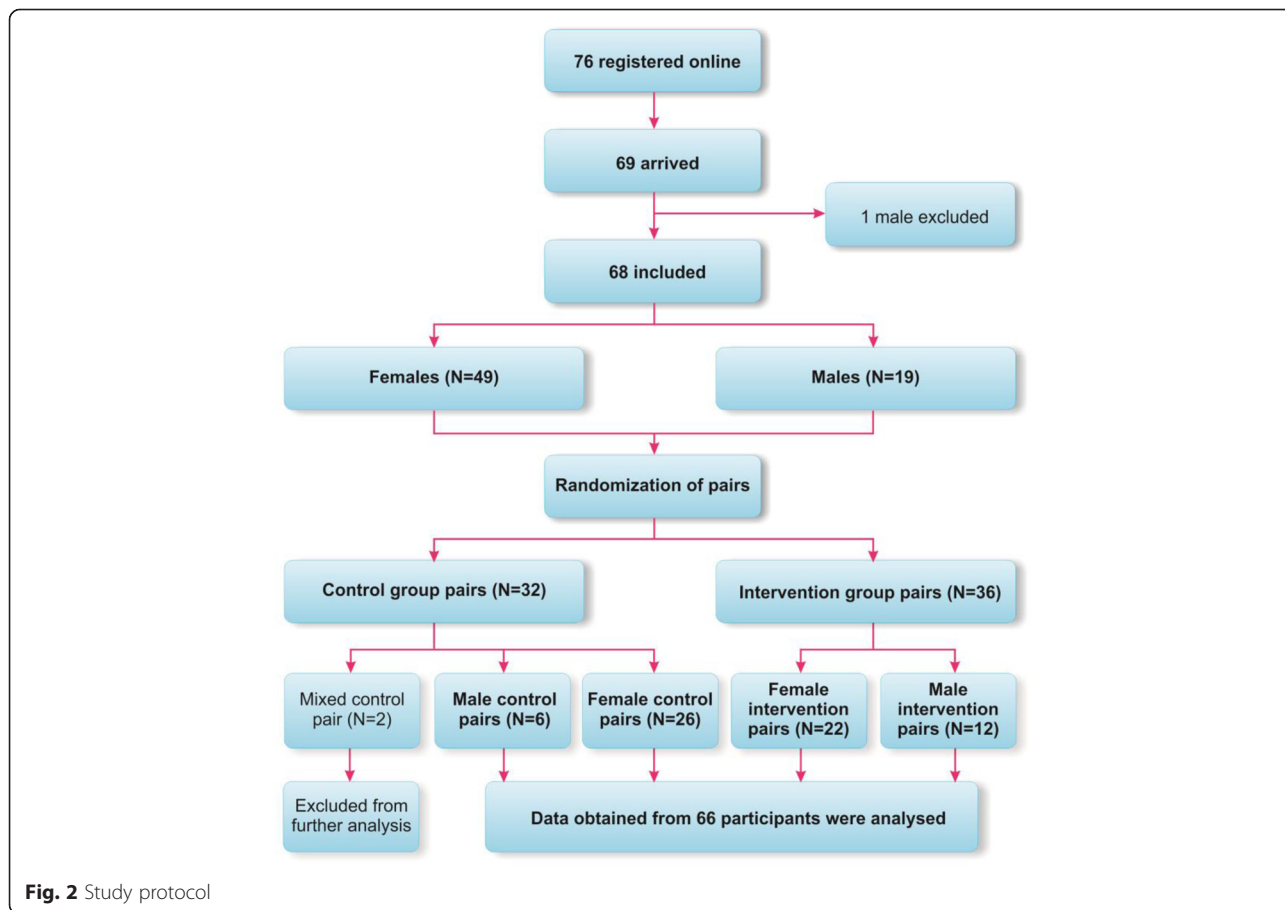 76 registered online
69 arrived
1 male excluded
68 included
Females (N=49)
Males (N=19)
Randomization of pairs
Control group pairs (N=32)
Intervention group pairs (N=36)
Mixed control
pair (N=2)
Male control
pairs (N=6)
Female control
pairs (N=26)
Female
intervention
pairs (N=22)
Male
intervention
pairs (N=12)
Excluded from
further analysis
Data obtained from 66 participants were analysed
Fig. 2 Study protocol